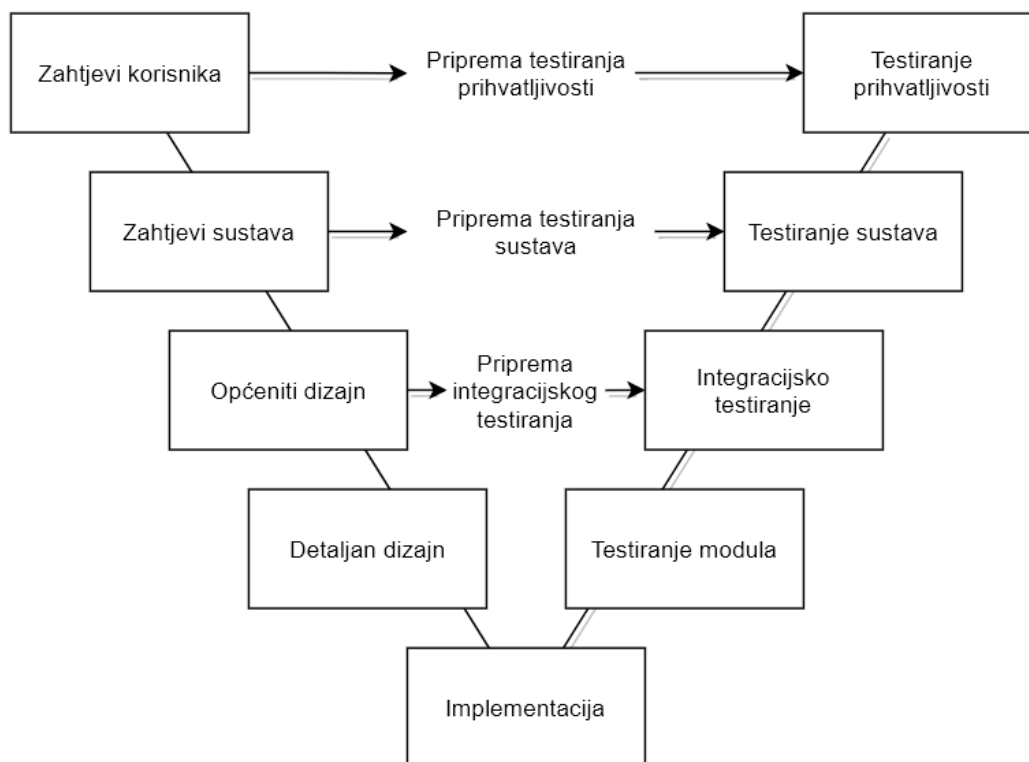 Zahtjevi korisnika
Priprema testiranja
prihvatljivosti
Testiranje
prihvatljivosti
Zahtjevi sustava
Priprema testiranja
sustava
Testiranje sustava
Općeniti dizajn
Priprema
integracijskog
testiranja
Integracijsko
testiranje
Detaljan dizajn
Testiranje modula
Implementacija